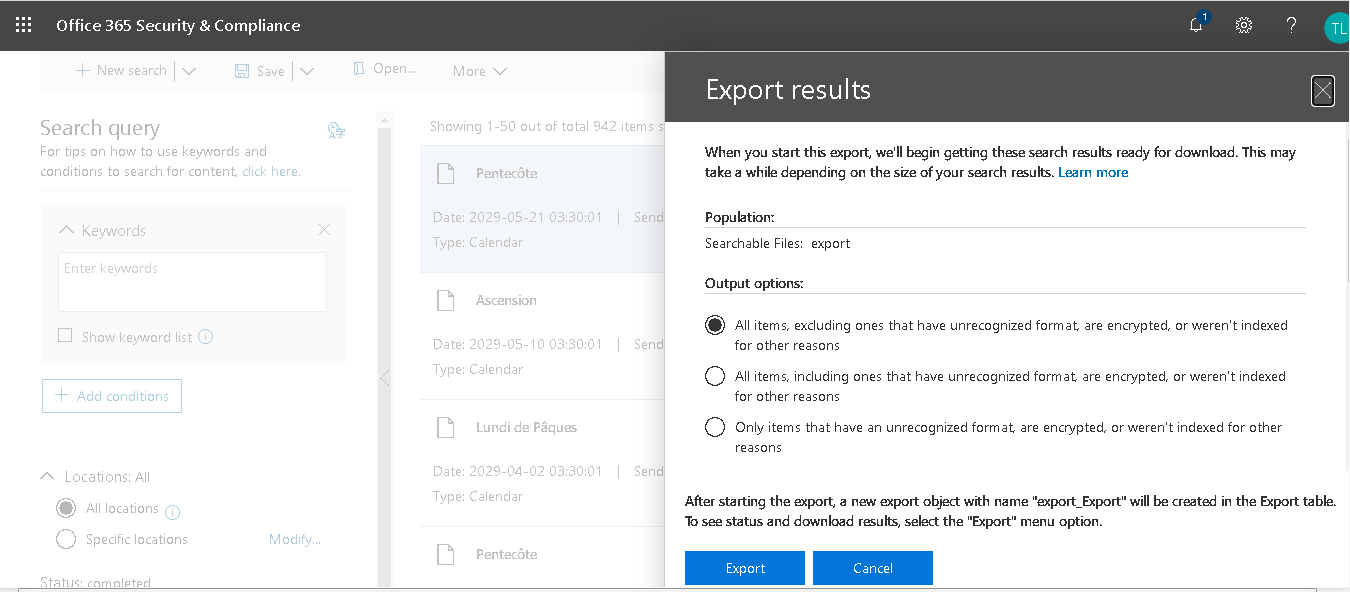 Office 365 Security & Compliance
1
?
TL
New search
Save
Open...
More
Export results
Search query
For tips on how to use keywords and
conditions to search for content, click here.
Keywords
Enter keywords
Show keyword list
Add conditions
Locations: All
All locations
Specific locations
Modify...
Status: completed
Showing 1-50 out of total 942 items s
Pentecôte
Date: 2029-05-21 03:30:01 | Send
Type: Calendar
Ascension
Date: 2029-05-10 03:30:01 | Send
Type: Calendar
Lundi de Pâques
Date: 2029-04-02 03:30:01 | Send
Type: Calendar
Pentecôte
When you start this export, we'll begin getting these search results ready for download. This may
take a while depending on the size of your search results. Learn more
Population:
Searchable Files: export
Output options:
All items, excluding ones that have unrecognized format, are encrypted, or weren't indexed
for other reasons
All items, including ones that have unrecognized format, are encrypted, or weren't indexed
for other reasons
Only items that have an unrecognized format, are encrypted, or weren't indexed for other
reasons
After starting the export, a new export object with name "export_Export" will be created in the Export table.
To see status and download results, select the "Export" menu option.
Export
Cancel